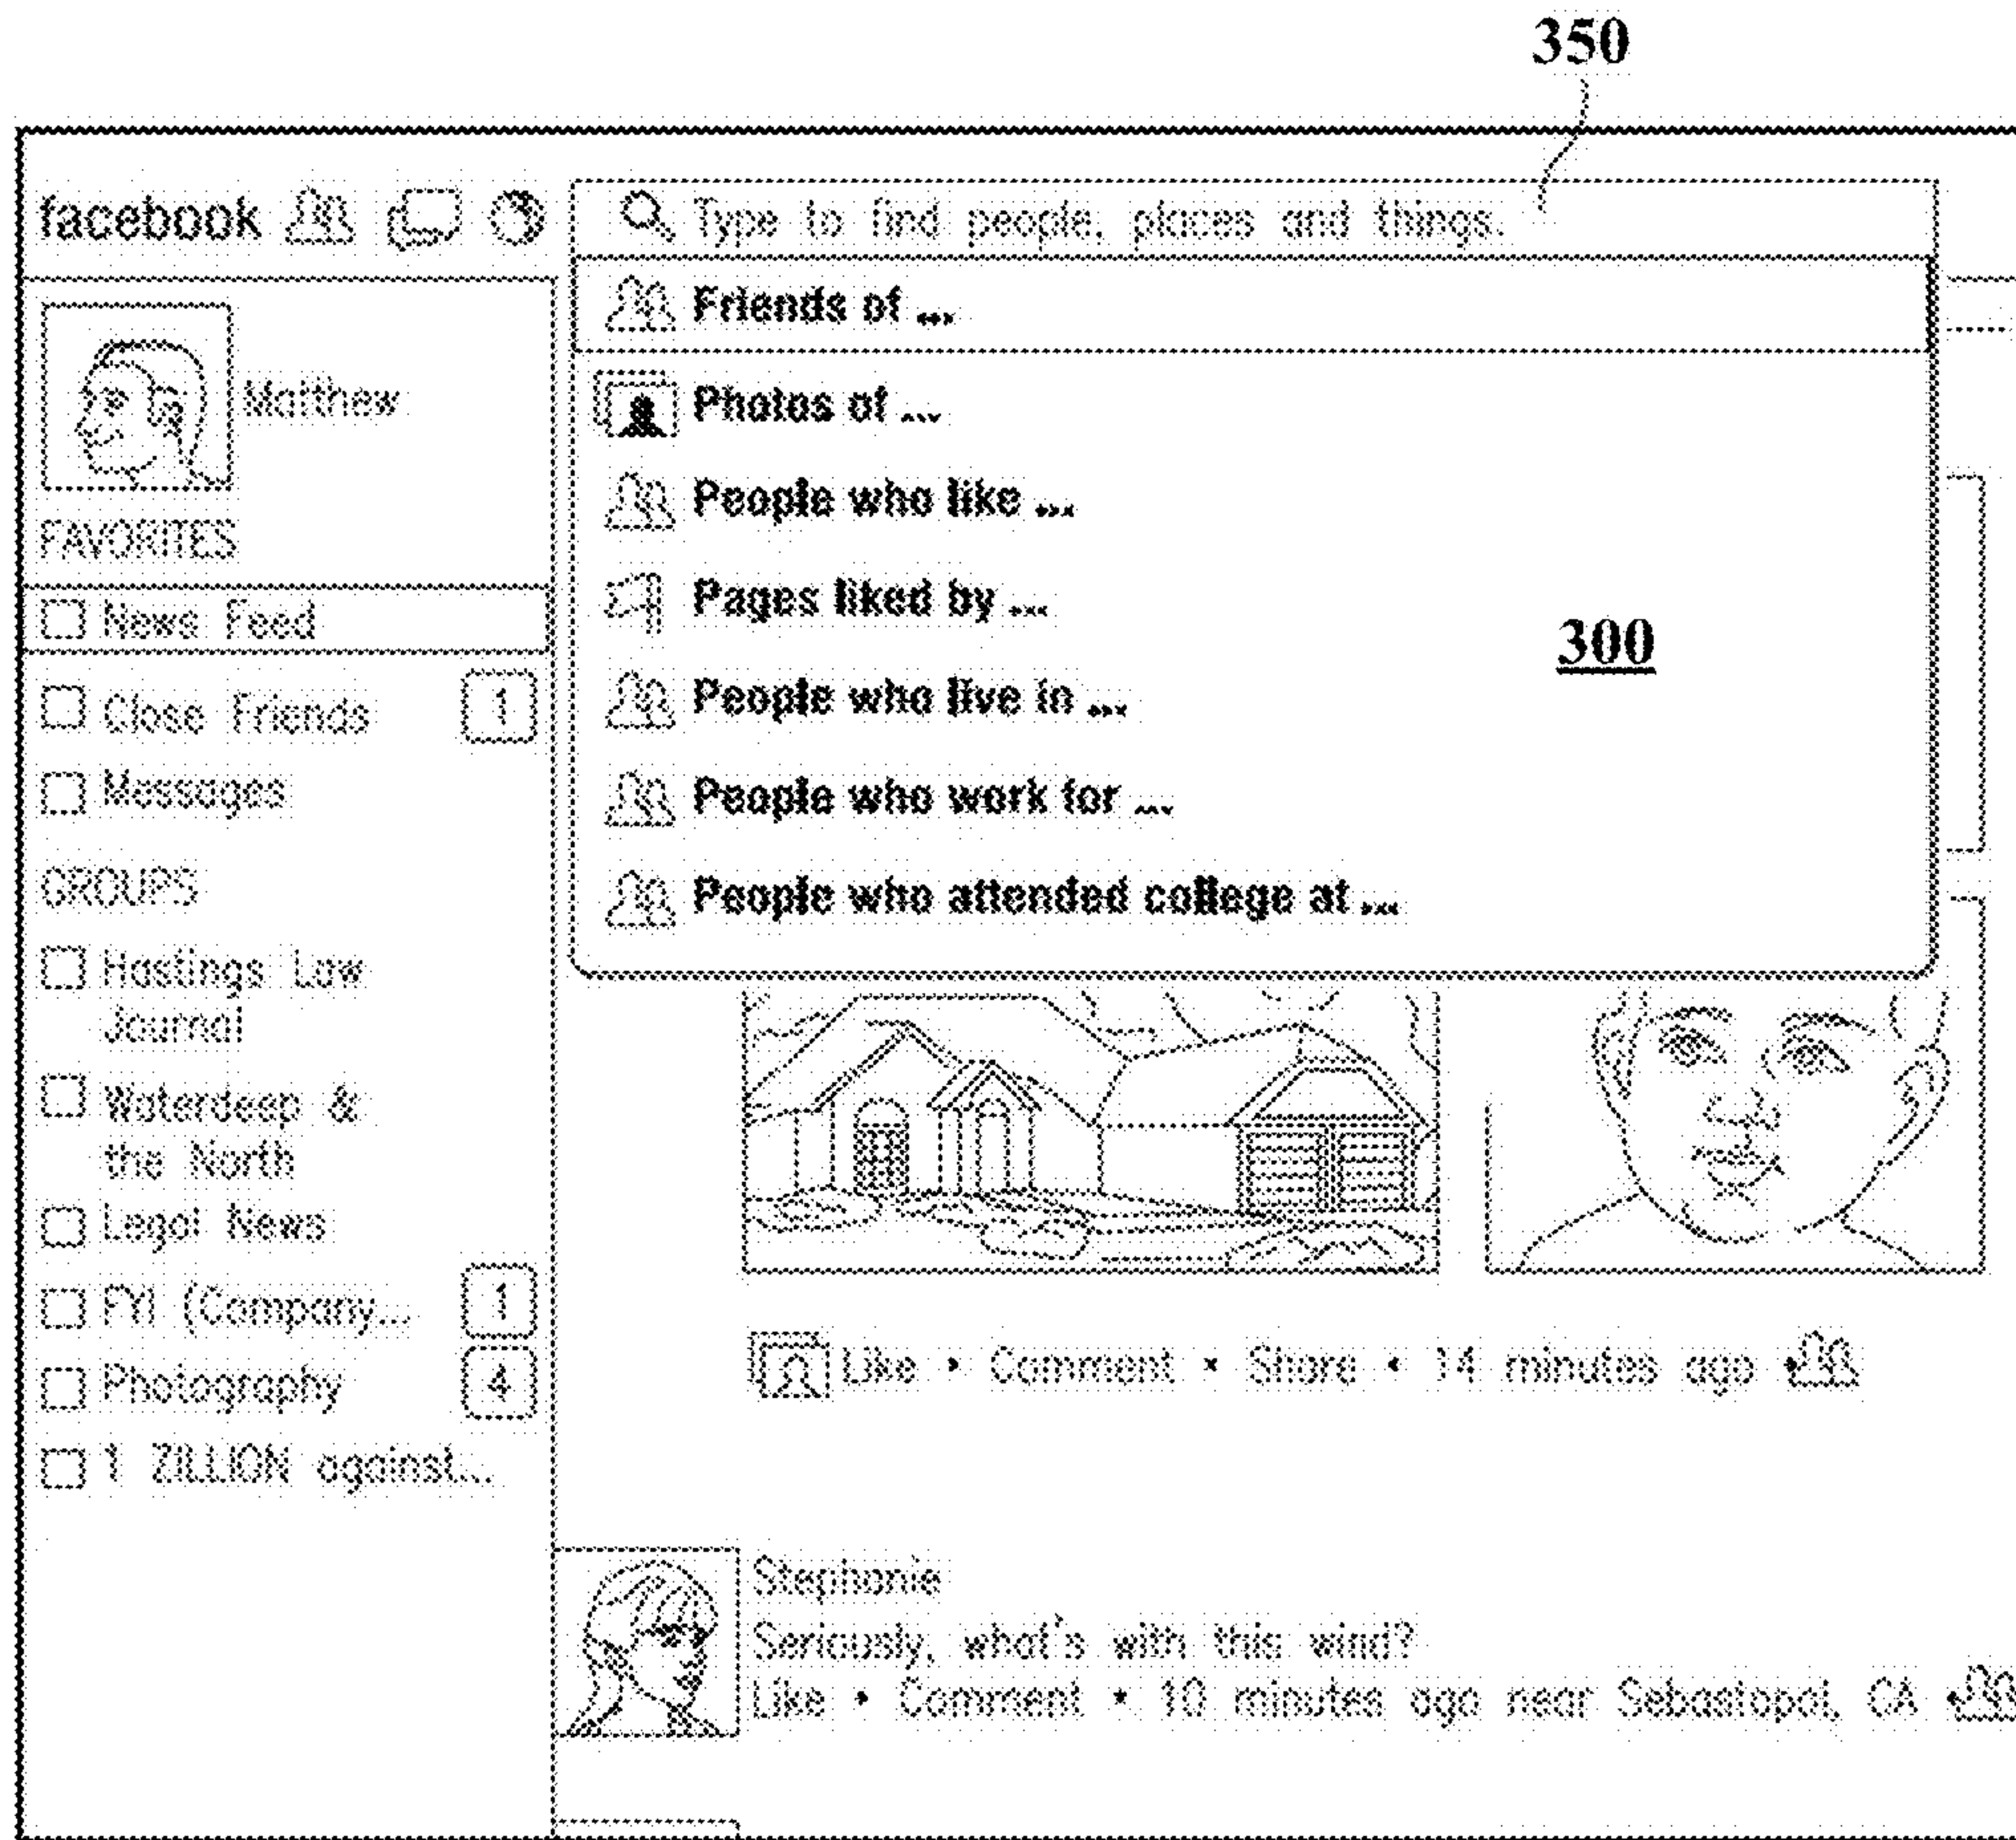 350
facebook
Type to find people, places and things.
Friends of ...
Photos of ...
People who like ...
Pages liked by ...
People who live in ...
People who work for ...
People who attended college at ...
300
Matthew
FAVORITES
News Feed
Close Friends 1
Messages
GROUPS
Hastings Law
Journal
Waterdeep &
the North
Legal News
FYI (Company... 1
Photography 4
1 ZILLION against...
Like • Comment • Share • 14 minutes ago •
Stephanie
Seriously, what's with this wind?
Like • Comment • 10 minutes ago near Sebastopol, CA •